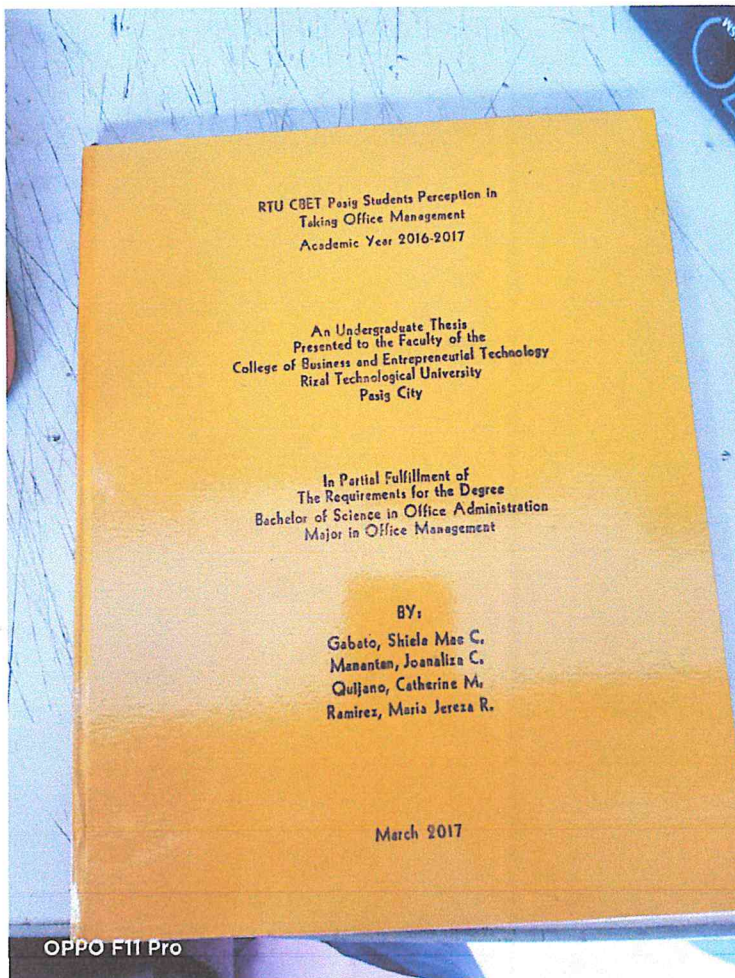 RTU CBET Pasig Students Perception in
Taking Office Management
Academic Year 2016-2017
An Undergraduate Thesis
Presented to the Faculty of the
College of Business and Entrepreneurial Technology
Rizal Technological University
Pasig City
In Partial Fulfillment of
The Requirements for the Degree
Bachelor of Science in Office Administration
Major in Office Management
BY:
Gabato, Shiela Mae C.
Manantan, Joanaliza C.
Quijano, Catherine M.
Ramirez, Maria Jereza R.
March 2017
OPPO F11 Pro